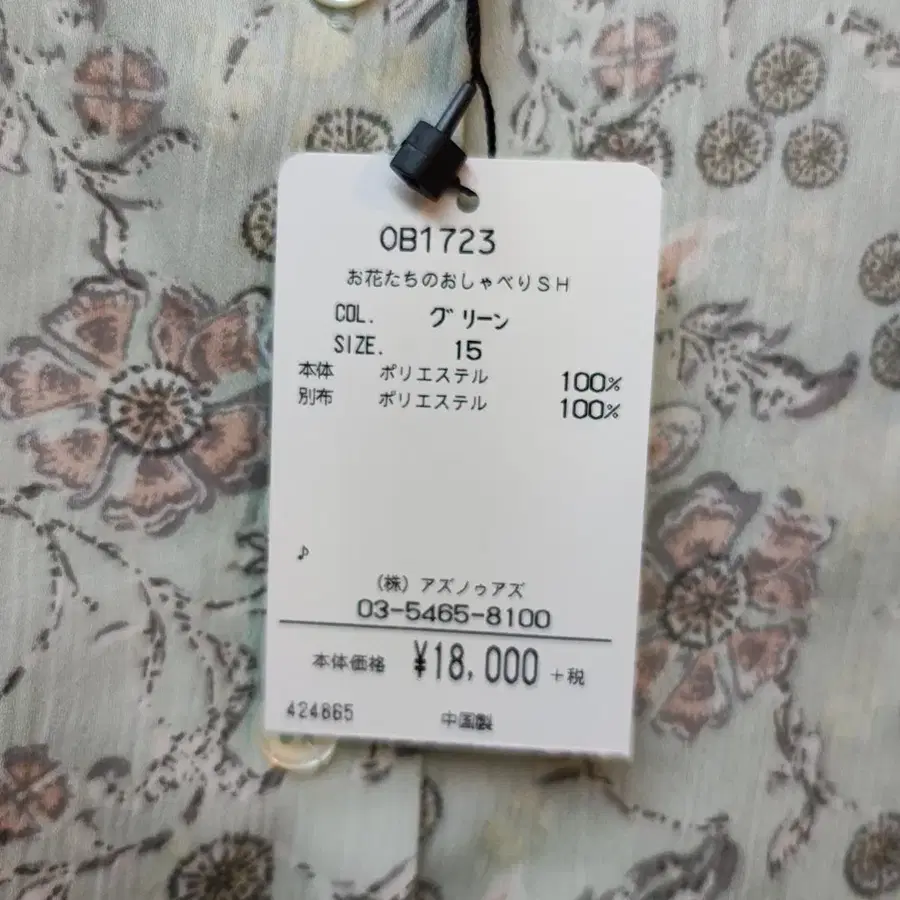 OB1723
お花たちのおしゃべりSH
COL. グリーン
SIZE. 15
本体 ポリエステル 100%
別布 ポリエステル 100%
♪
(株) アズノゥアズ
03-5465-8100
本体価格 ¥18,000 +税
424865 中国製